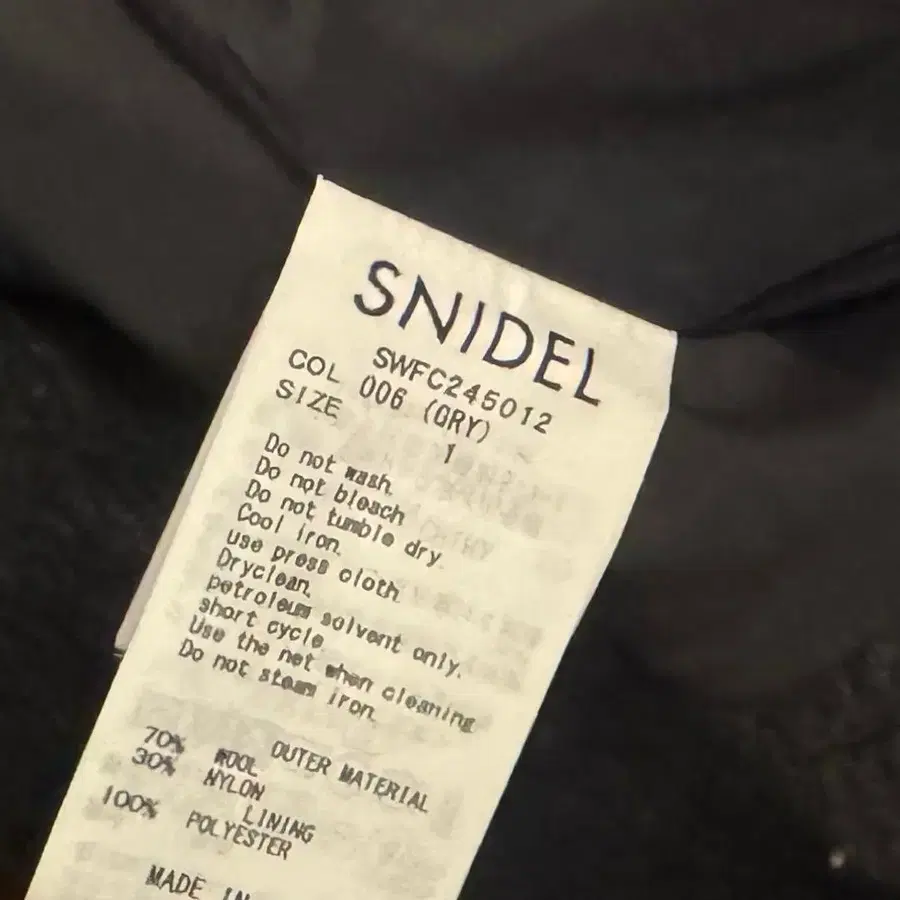 SNIDEL
SWFC245012
COL 006 (GRY)
SIZE 1
Do not wash.
Do not bleach
Do not tumble dry.
Cool iron.
use press cloth.
Dryclean.
petroleum solvent only.
short cycle
Use the net when cleaning
Do not steam iron.
OUTER MATERIAL
70% WOOL
30% NYLON
LINING
100% POLYESTER
MADE IN